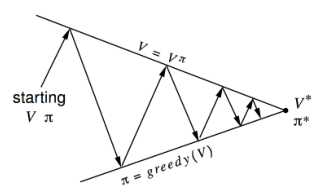 V = V^π
starting
V π
V*
π*
π = greedy(V)